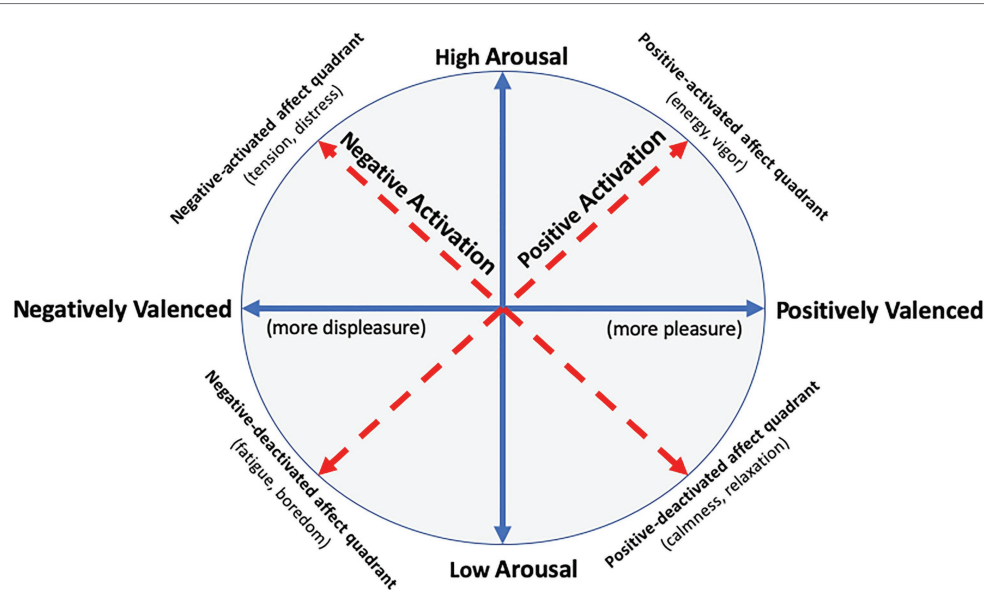 High Arousal
Negative-activated affect quadrant
(tension, distress)
Positive-activated affect quadrant
(energy, vigor)
Negative Activation
Positive Activation
Negatively Valenced
Positively Valenced
(more displeasure)
(more pleasure)
Negative-deactivated affect quadrant
(fatigue, boredom)
Positive-deactivated affect quadrant
(calmness, relaxation)
Low Arousal